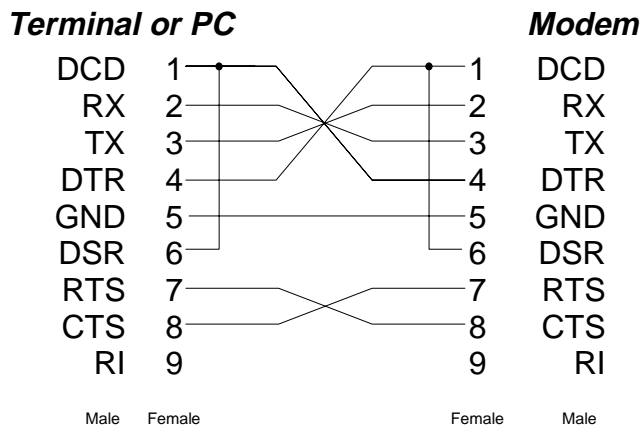 Terminal or PC Modem
DCD 1 1 DCD
RX 2 2 RX
TX 3 3 TX
DTR 4 4 DTR
GND 5 5 GND
DSR 6 6 DSR
RTS 7 7 RTS
CTS 8 8 CTS
RI 9 9 RI
Male Female Female Male